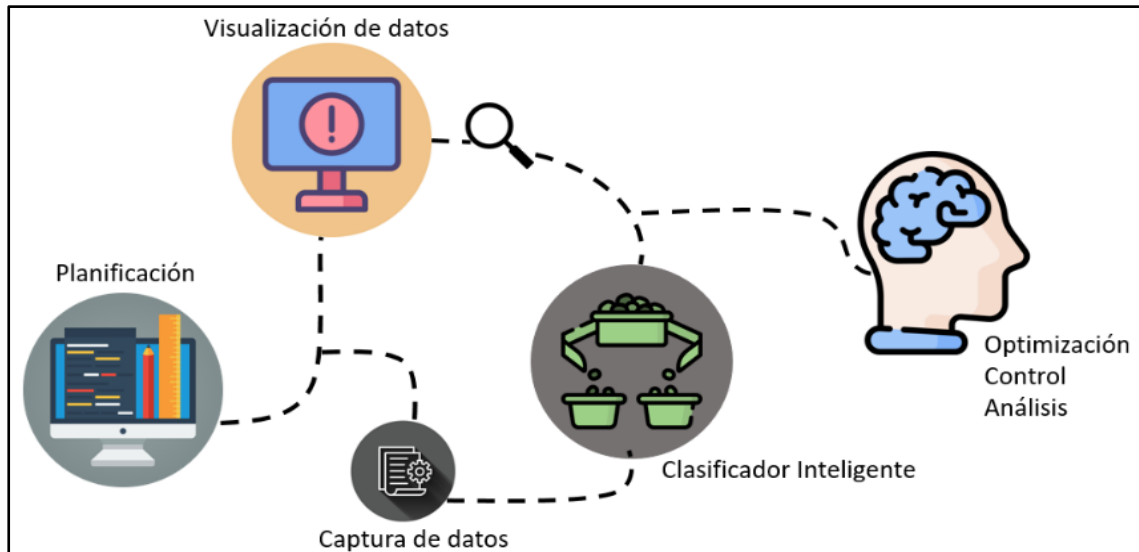 Visualización de datos
Planificación
Optimización
Control
Análisis
Clasificador Inteligente
Captura de datos